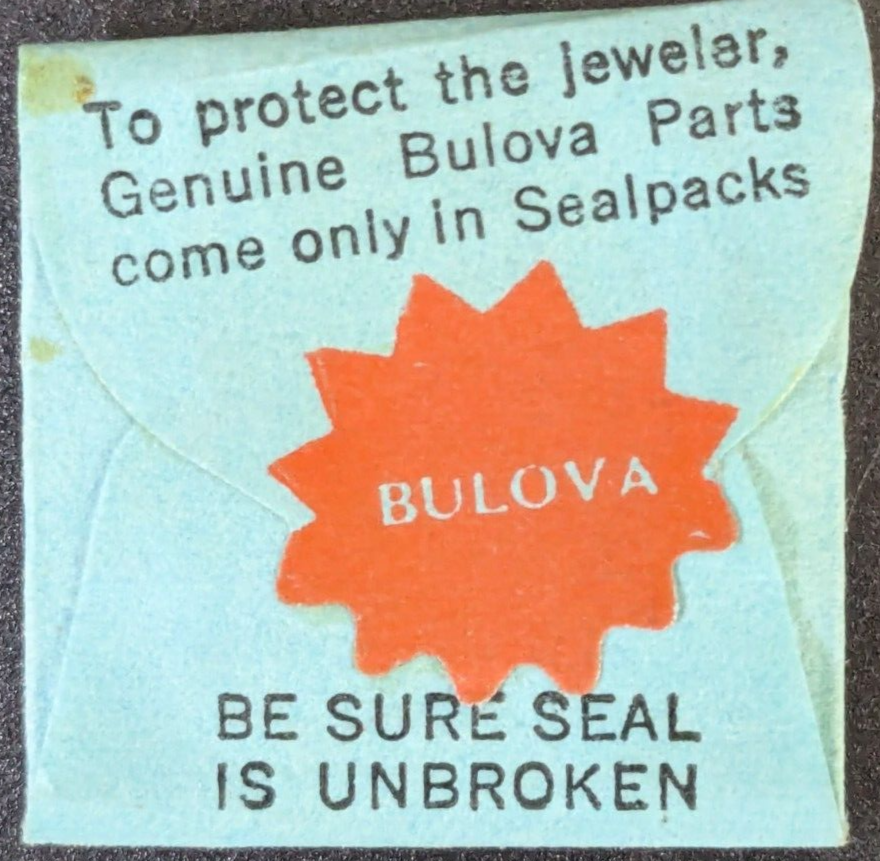 To protect the jeweler,
Genuine Bulova Parts
come only in Sealpacks
BULOVA
BE SURE SEAL
IS UNBROKEN